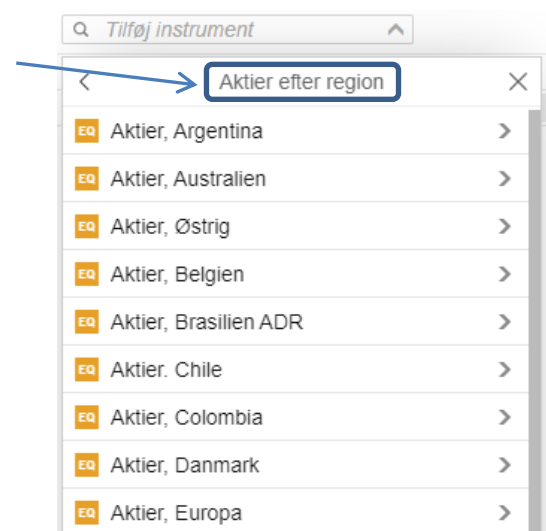 Tilføj instrument
Aktier efter region
EQ Aktier, Argentina
EQ Aktier, Australien
EQ Aktier, Østrig
EQ Aktier, Belgien
EQ Aktier, Brasilien ADR
EQ Aktier. Chile
EQ Aktier, Colombia
EQ Aktier, Danmark
EQ Aktier, Europa